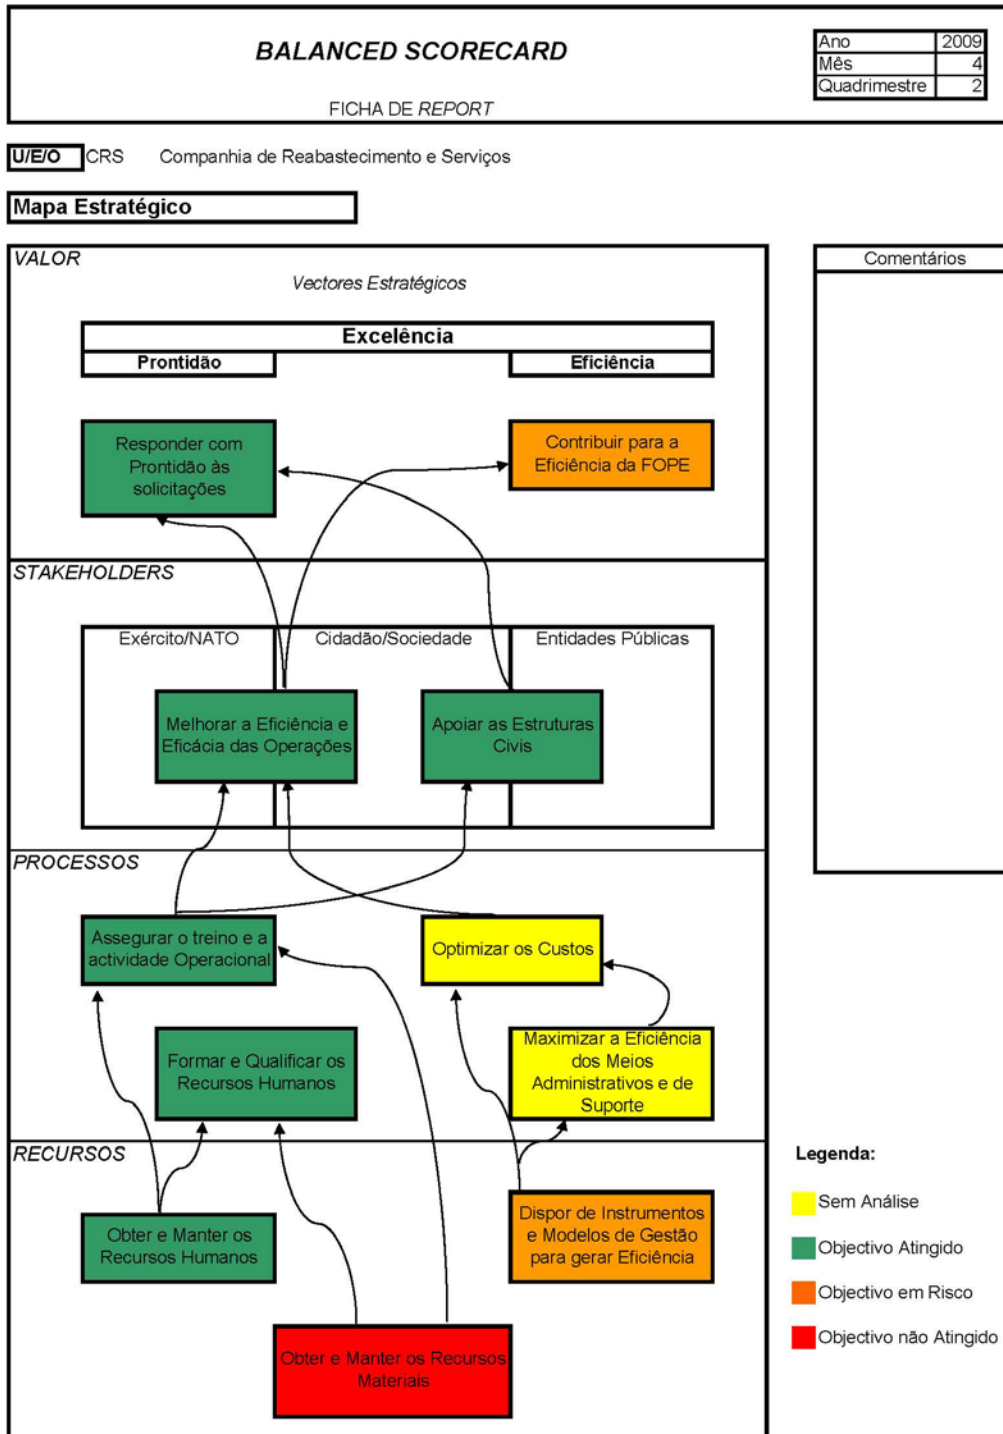 BALANCED SCORECARD
FICHA DE REPORT
Ano 2009
Mês 4
Quadrimestre 2
U/E/O CRS Companhia de Reabastecimento e Serviços
Mapa Estratégico
VALOR
Vectores Estratégicos
Excelência
Prontidão Eficiência
Responder com
Prontidão às
solicitações
Contribuir para a
Eficiência da FOPE
Comentários
STAKEHOLDERS
Exército/NATO Cidadão/Sociedade Entidades Públicas
Melhorar a Eficiência e
Eficácia das Operações
Apoiar as Estruturas
Civis
PROCESSOS
Assegurar o treino e a
actividade Operacional
Optimizar os Custos
Formar e Qualificar os
Recursos Humanos
Maximizar a Eficiência
dos Meios
Administrativos e de
Suporte
RECURSOS
Obter e Manter os
Recursos Humanos
Dispor de Instrumentos
e Modelos de Gestão
para gerar Eficiência
Obter e Manter os Recursos
Materiais
Legenda:
Sem Análise
Objectivo Atingido
Objectivo em Risco
Objectivo não Atingido